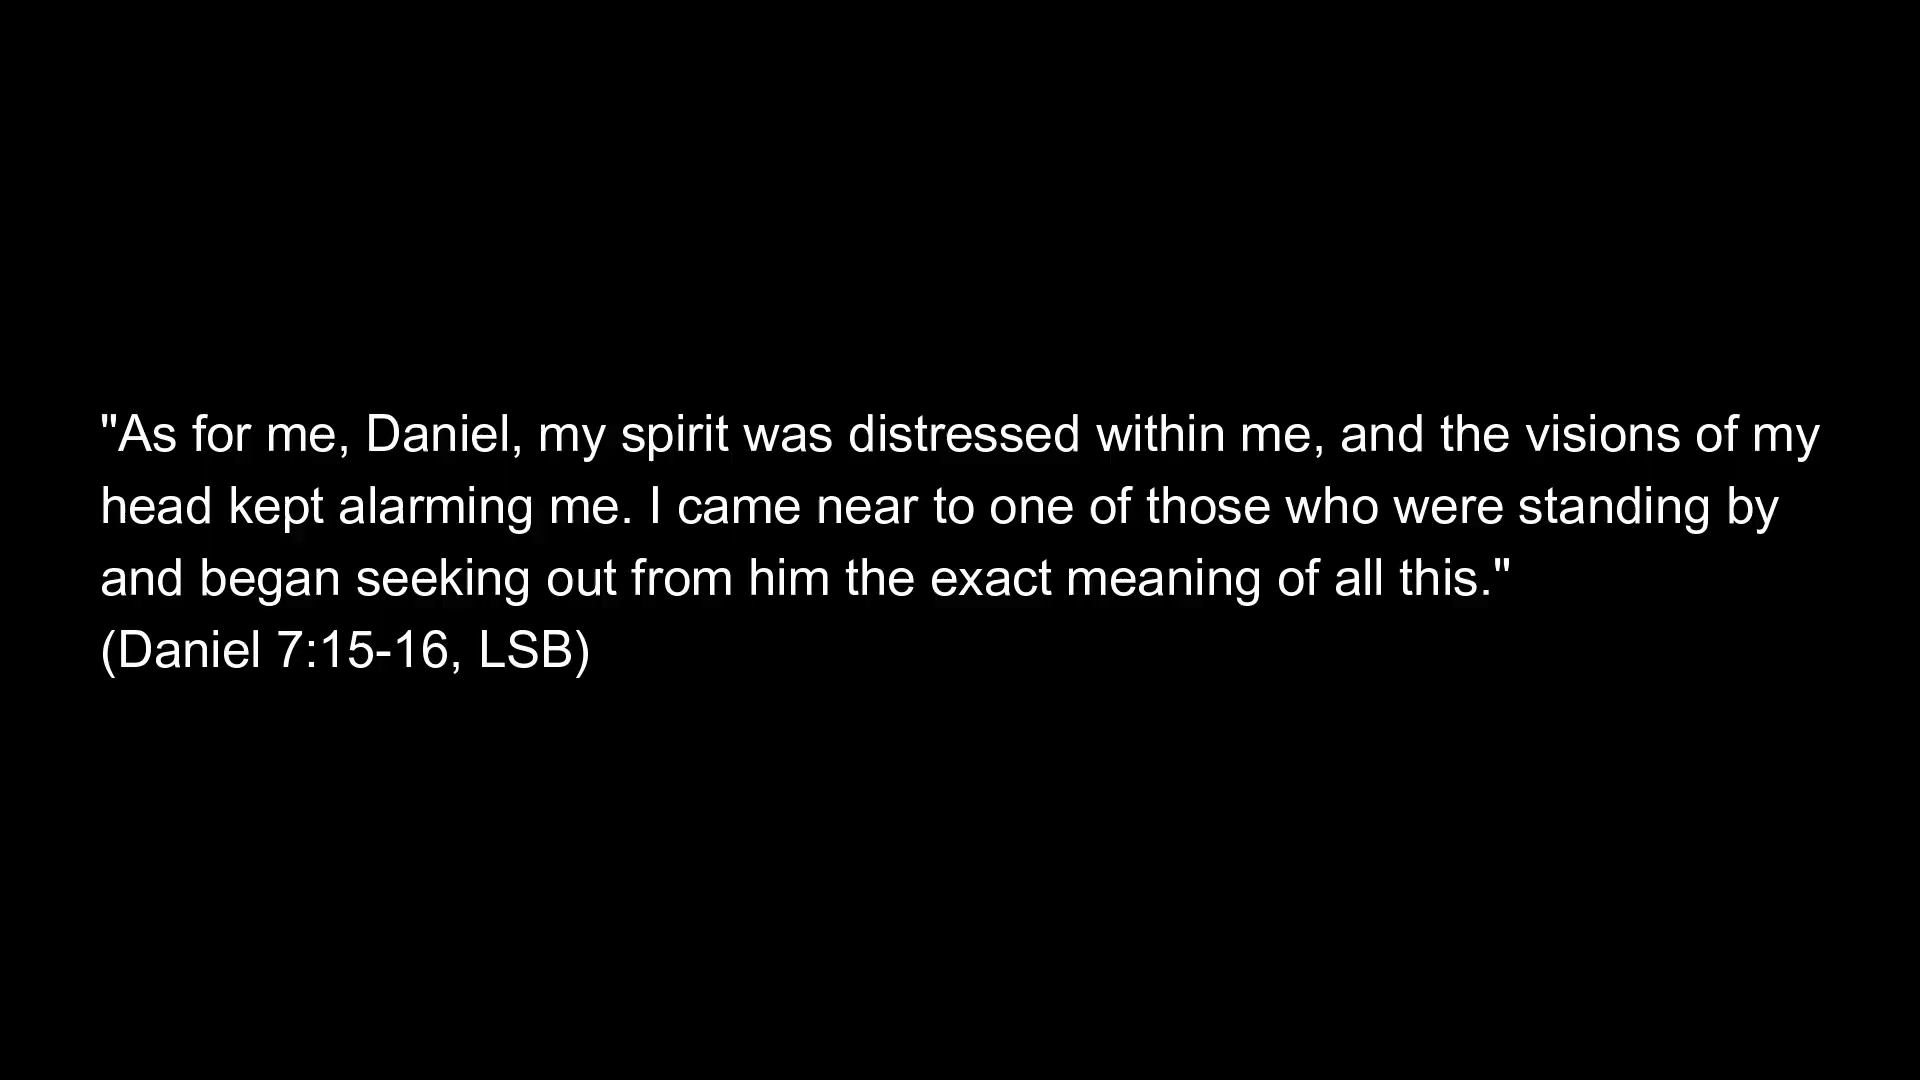 "As for me, Daniel, my spirit was distressed within me, and the visions of my
head kept alarming me. I came near to one of those who were standing by
and began seeking out from him the exact meaning of all this."
(Daniel 7:15-16, LSB)